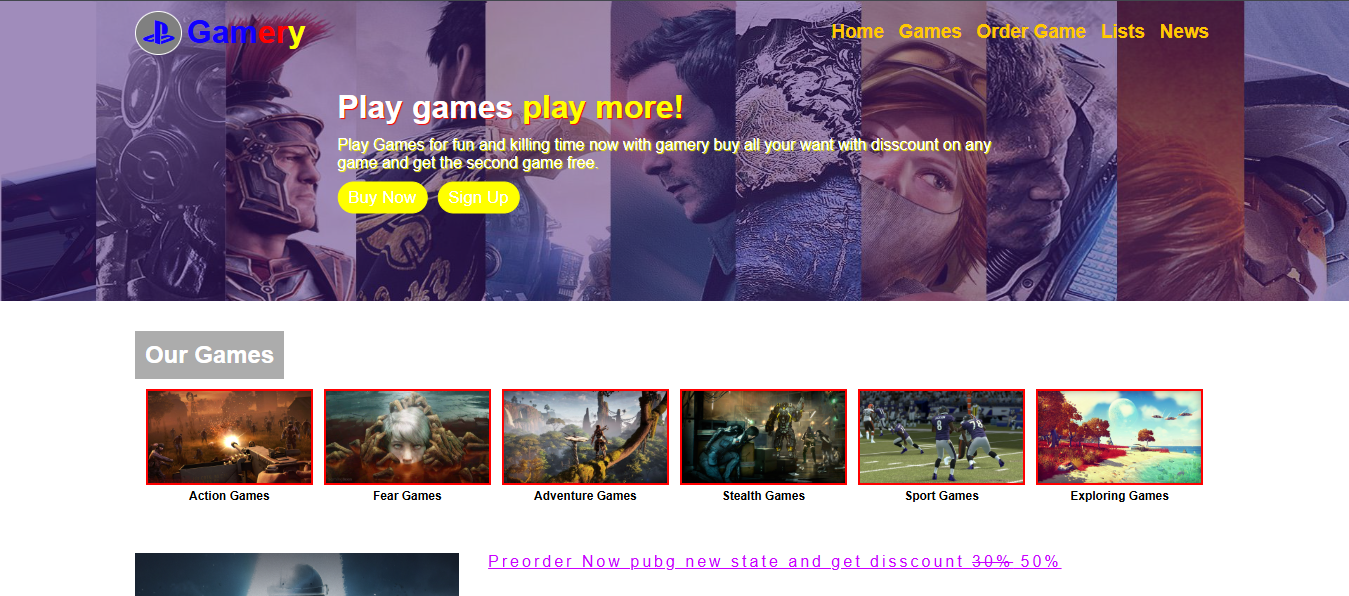 Gamery
Home Games Order Game Lists News
Play games play more!
Play Games for fun and killing time now with gamery buy all your want with disscount on any
game and get the second game free.
Buy Now Sign Up
Our Games
Action Games Fear Games Adventure Games Stealth Games Sport Games Exploring Games
Preorder Now pubg new state and get disscount 30% 50%